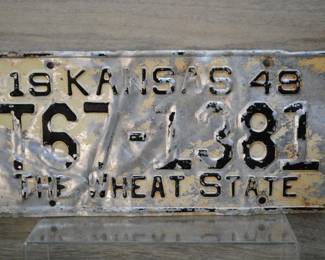 19 KANSAS 49
T67-1381
THE WHEAT STATE